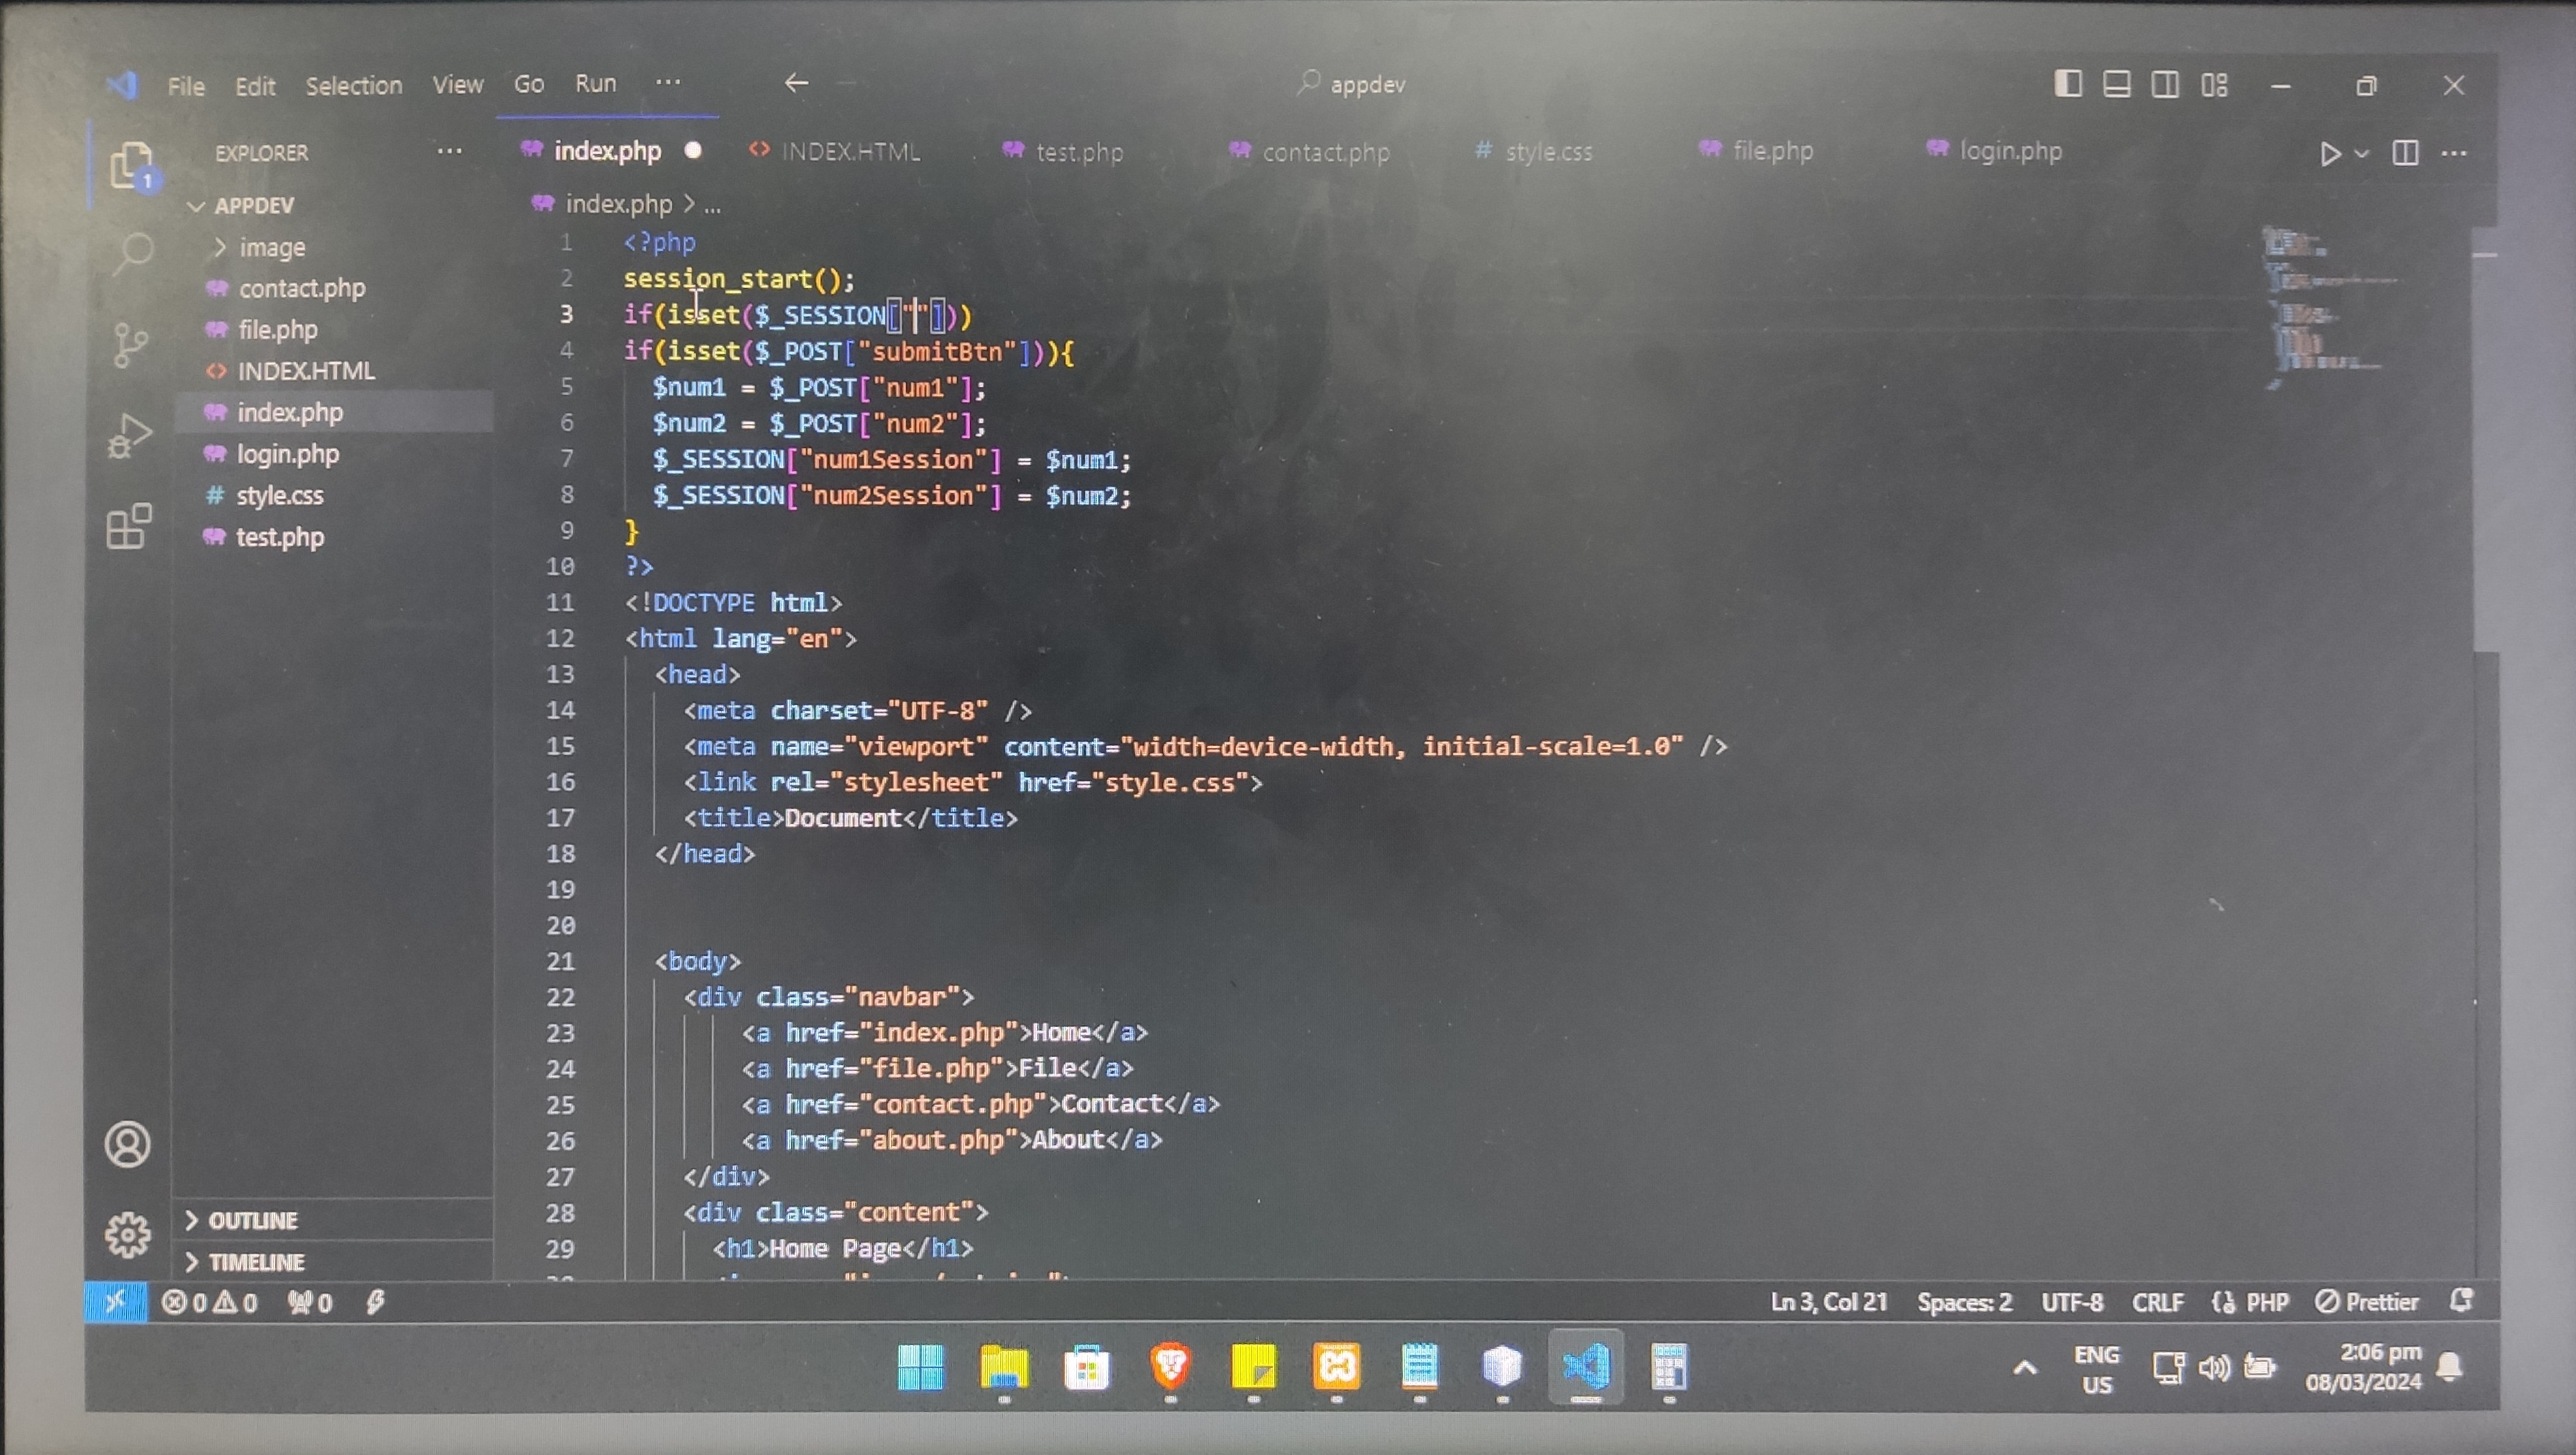 File Edit Selection View Go Run ... appdev
EXPLORER ...
index.php INDEX.HTML test.php contact.php # style.css file.php login.php ...
1
APPDEV
image
contact.php
file.php
INDEX.HTML
index.php
login.php
# style.css
test.php
OUTLINE
TIMELINE
index.php > ...
1 <?php
2 session_start();
3 if(isset($_SESSION[""]))
4 if(isset($_POST["submitBtn"])){
5 $num1 = $_POST["num1"];
6 $num2 = $_POST["num2"];
7 $_SESSION["num1Session"] = $num1;
8 $_SESSION["num2Session"] = $num2;
9 }
10 ?>
11 <!DOCTYPE html>
12 <html lang="en">
13 <head>
14 <meta charset="UTF-8" />
15 <meta name="viewport" content="width=device-width, initial-scale=1.0" />
16 <link rel="stylesheet" href="style.css">
17 <title>Document</title>
18 </head>
19
20
21 <body>
22 <div class="navbar">
23 <a href="index.php">Home</a>
24 <a href="file.php">File</a>
25 <a href="contact.php">Contact</a>
26 <a href="about.php">About</a>
27 </div>
28 <div class="content">
29 <h1>Home Page</h1>
0 0 0 Ln 3, Col 21 Spaces: 2 UTF-8 CRLF PHP Prettier
ENG
US
2:06 pm
08/03/2024